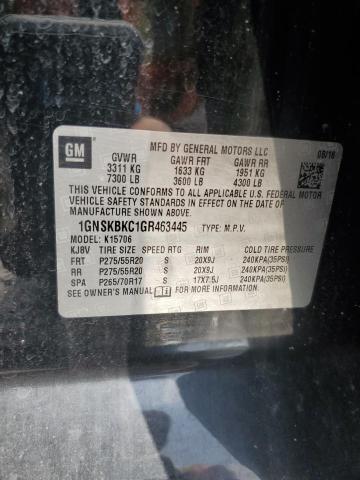 GM
MFD BY GENERAL MOTORS LLC
GVWR GAWR FRT GAWR RR 08/16
3311 KG 1633 KG 1951 KG
7300 LB 3600 LB 4300 LB
THIS VEHICLE CONFORMS TO ALL APPLICABLE U.S. FEDERAL MOTOR
VEHICLE SAFETY STANDARDS IN EFFECT ON THE DATE OF
MANUFACTURE SHOWN ABOVE.
1GNSKBKC1GR463445 TYPE: M.P.V.
MODEL: K15706
KJ8V TIRE SIZE SPEED RTG RIM COLD TIRE PRESSURE
FRT P275/55R20 S 20X9J 240KPA(35PSI)
RR P275/55R20 S 20X9J 240KPA(35PSI)
SPA P265/70R17 S 17X7.5J 240KPA(35PSI)
SEE OWNER'S MANUAL FOR MORE INFORMATION.